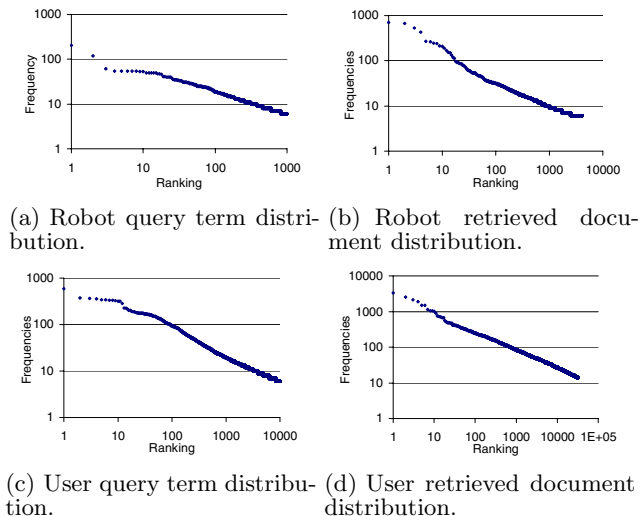 1000
100
10
1
Frequency
1 10 100 1000
Ranking
(a) Robot query term distri-
bution.
1000
100
10
1
Frequencies
1 10 100 1000 10000
Ranking
(b) Robot retrieved docu-
ment distribution.
1000
100
10
1
Frequencies
1 10 100 1000 10000
Ranking
(c) User query term distribu-
tion.
10000
1000
100
10
1
Frequencies
1 10 100 1000 10000 1E+05
Ranking
(d) User retrieved document
distribution.